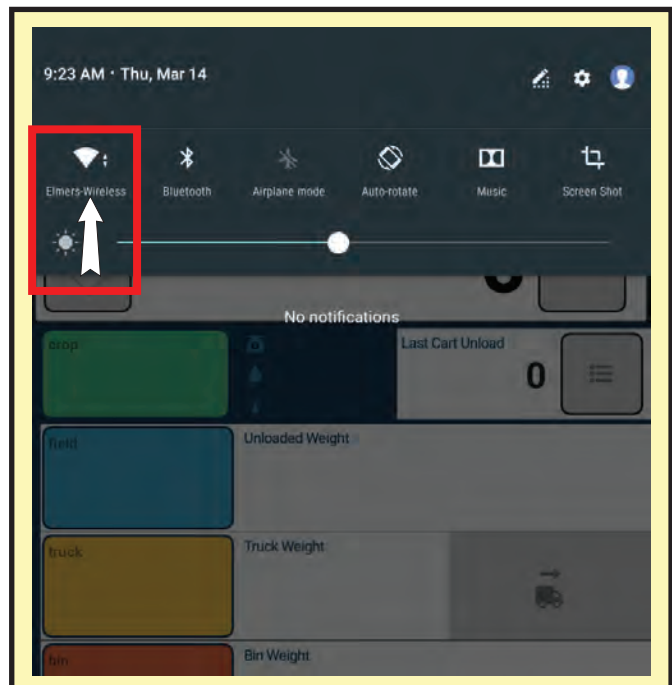 9:23 AM · Thu, Mar 14
Elmers-Wireless Bluetooth Airplane mode Auto-rotate Music Screen Shot
No notifications
crop Last Cart Unload
0
field Unloaded Weight
truck Truck Weight
bin Bin Weight